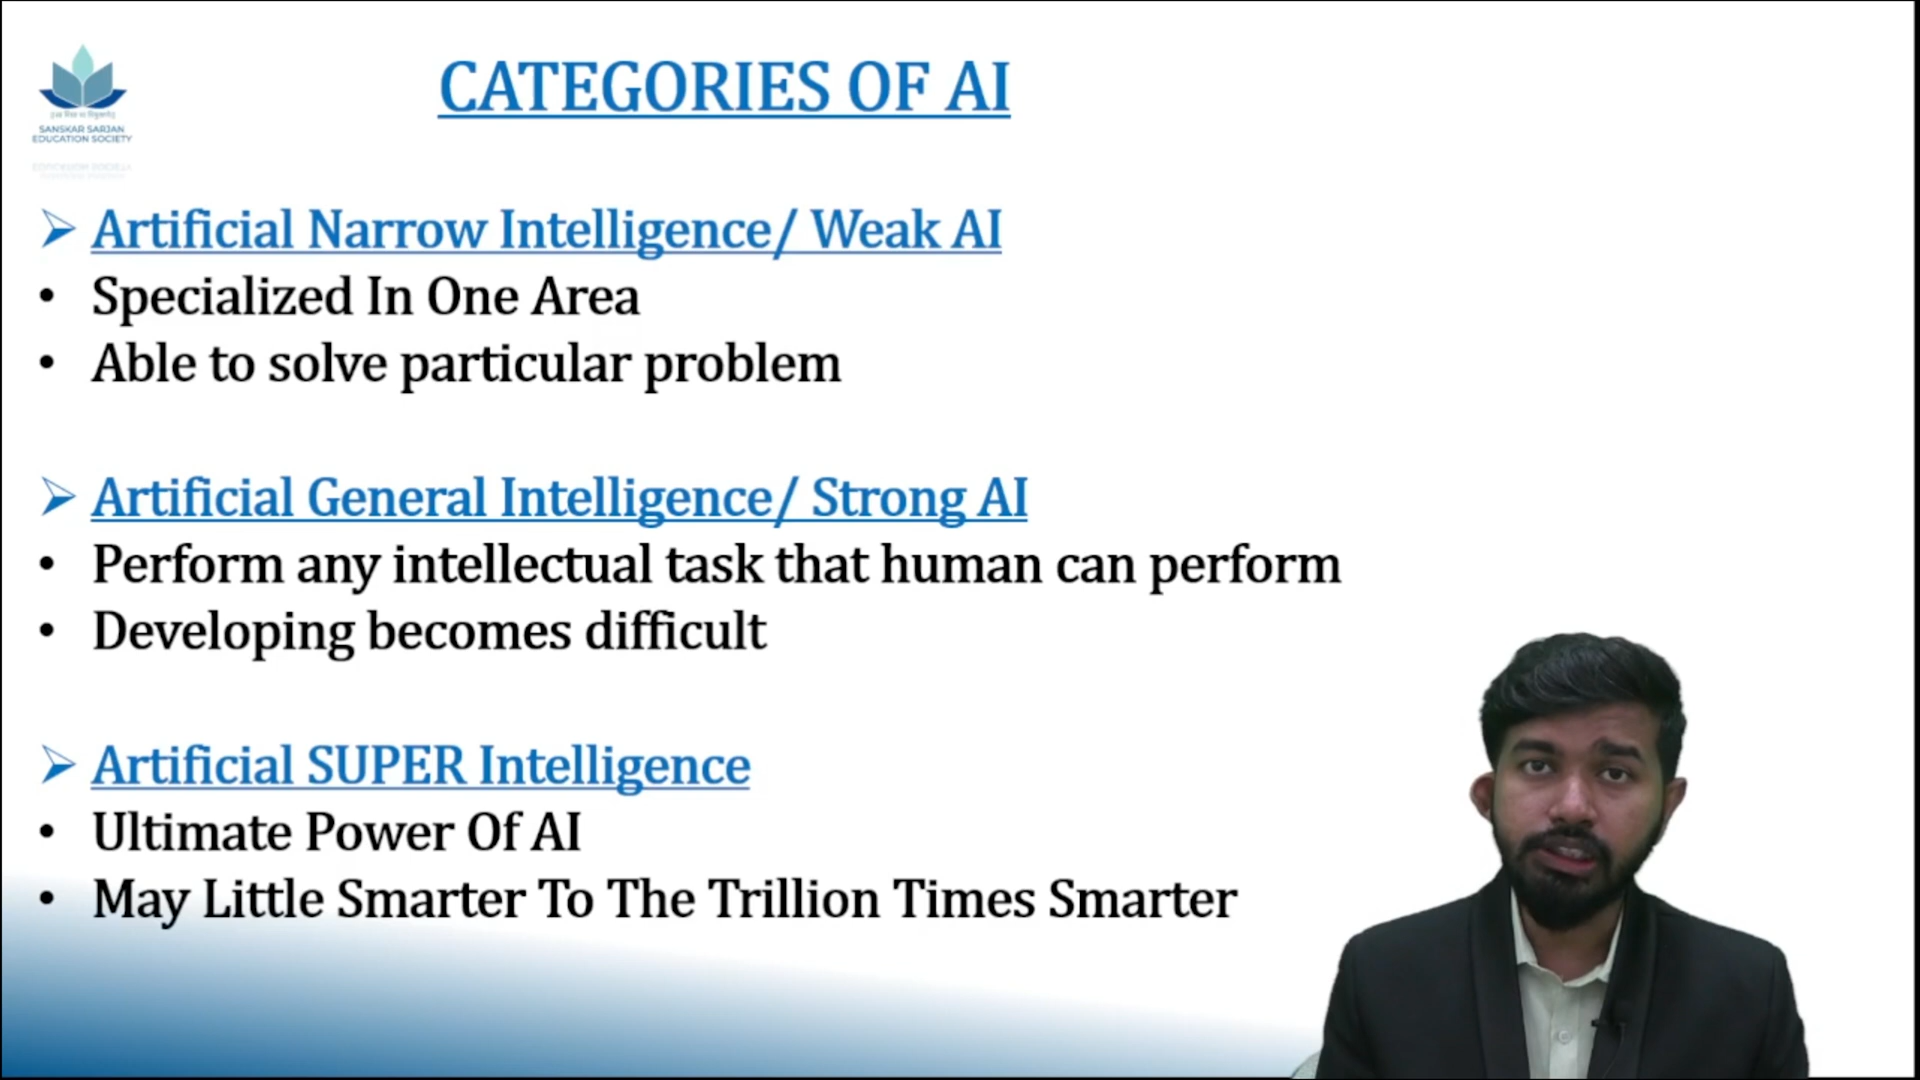 CATEGORIES OF AI
SANSKAR SARJAN
EDUCATION SOCIETY
Artificial Narrow Intelligence/ Weak AI
• Specialized In One Area
• Able to solve particular problem
Artificial General Intelligence/ Strong AI
• Perform any intellectual task that human can perform
• Developing becomes difficult
Artificial SUPER Intelligence
• Ultimate Power Of AI
• May Little Smarter To The Trillion Times Smarter